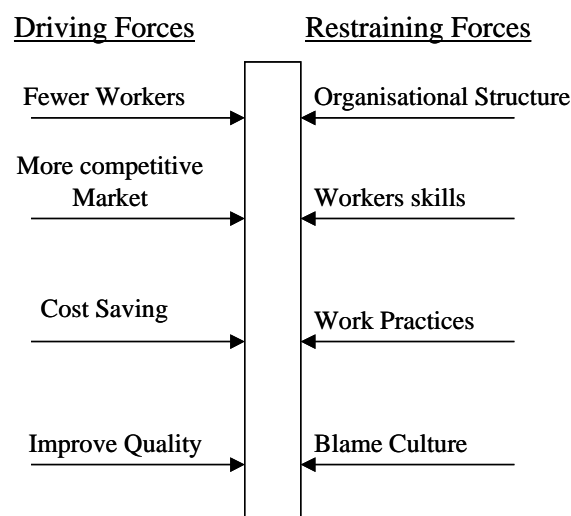 Driving Forces
Restraining Forces
Fewer Workers
Organisational Structure
More competitive
Market
Workers skills
Cost Saving
Work Practices
Improve Quality
Blame Culture